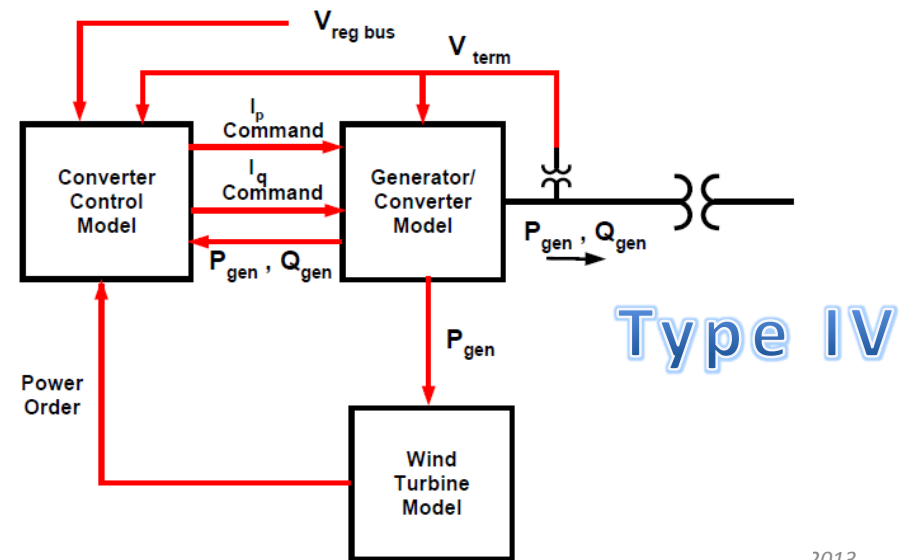 V reg bus
V term
I p
Command
I q
Command
Converter
Control
Model
Generator/
Converter
Model
P gen , Q gen
P gen , Q gen
P gen
Type IV
Power
Order
Wind
Turbine
Model
2013